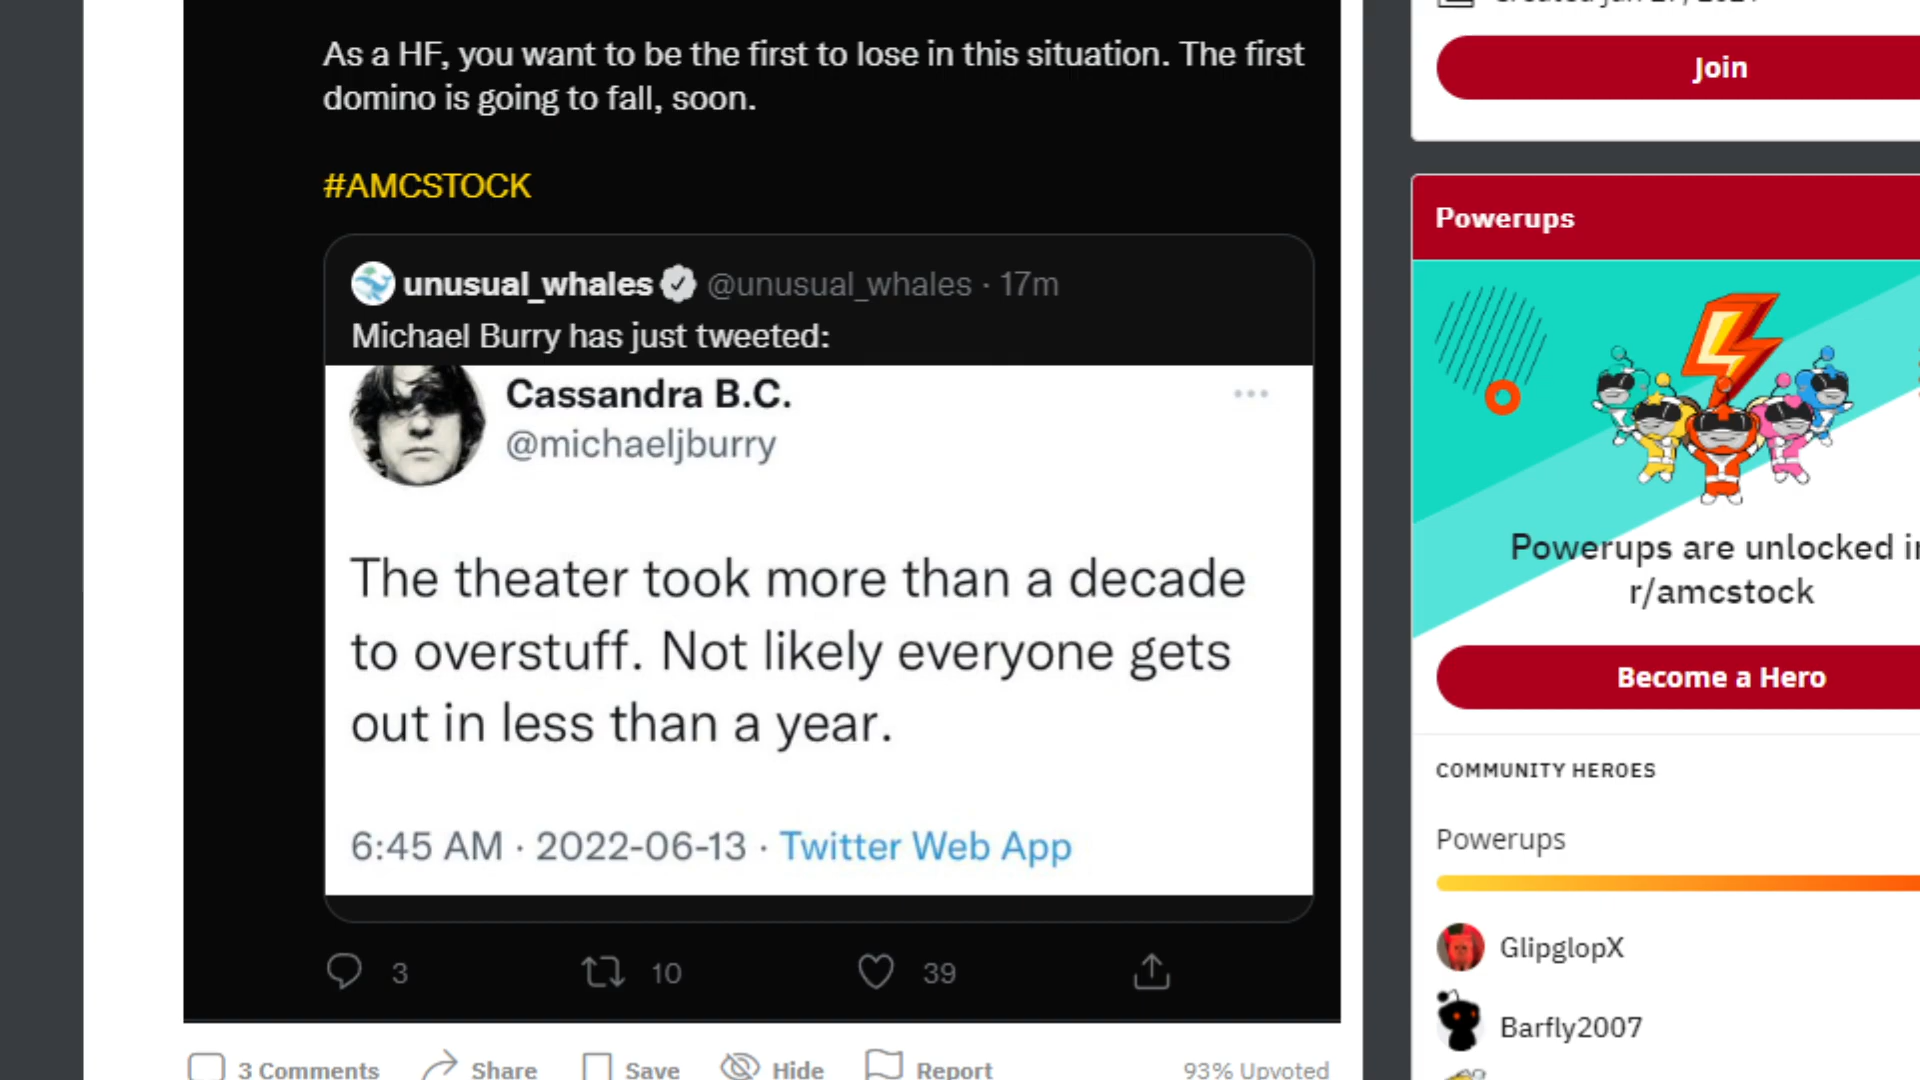 As a HF, you want to be the first to lose in this situation. The first
domino is going to fall, soon.
#AMCSTOCK
unusual_whales @unusual_whales · 17m
Michael Burry has just tweeted:
Cassandra B.C.
@michaeljburry
The theater took more than a decade
to overstuff. Not likely everyone gets
out in less than a year.
6:45 AM · 2022-06-13 · Twitter Web App
3 10 39
3 Comments Share Save Hide Report 93% Upvoted
Join
Powerups
Powerups are unlocked in
r/amcstock
Become a Hero
COMMUNITY HEROES
Powerups
GlipglopX
Barfly2007